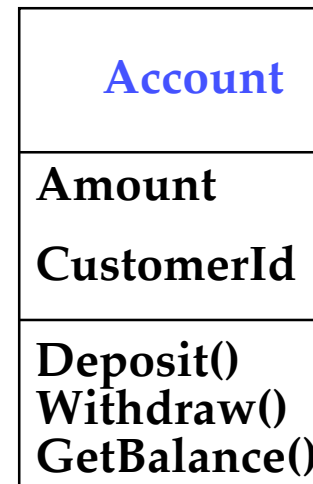 Account
Amount
CustomerId
Deposit()
Withdraw()
GetBalance()